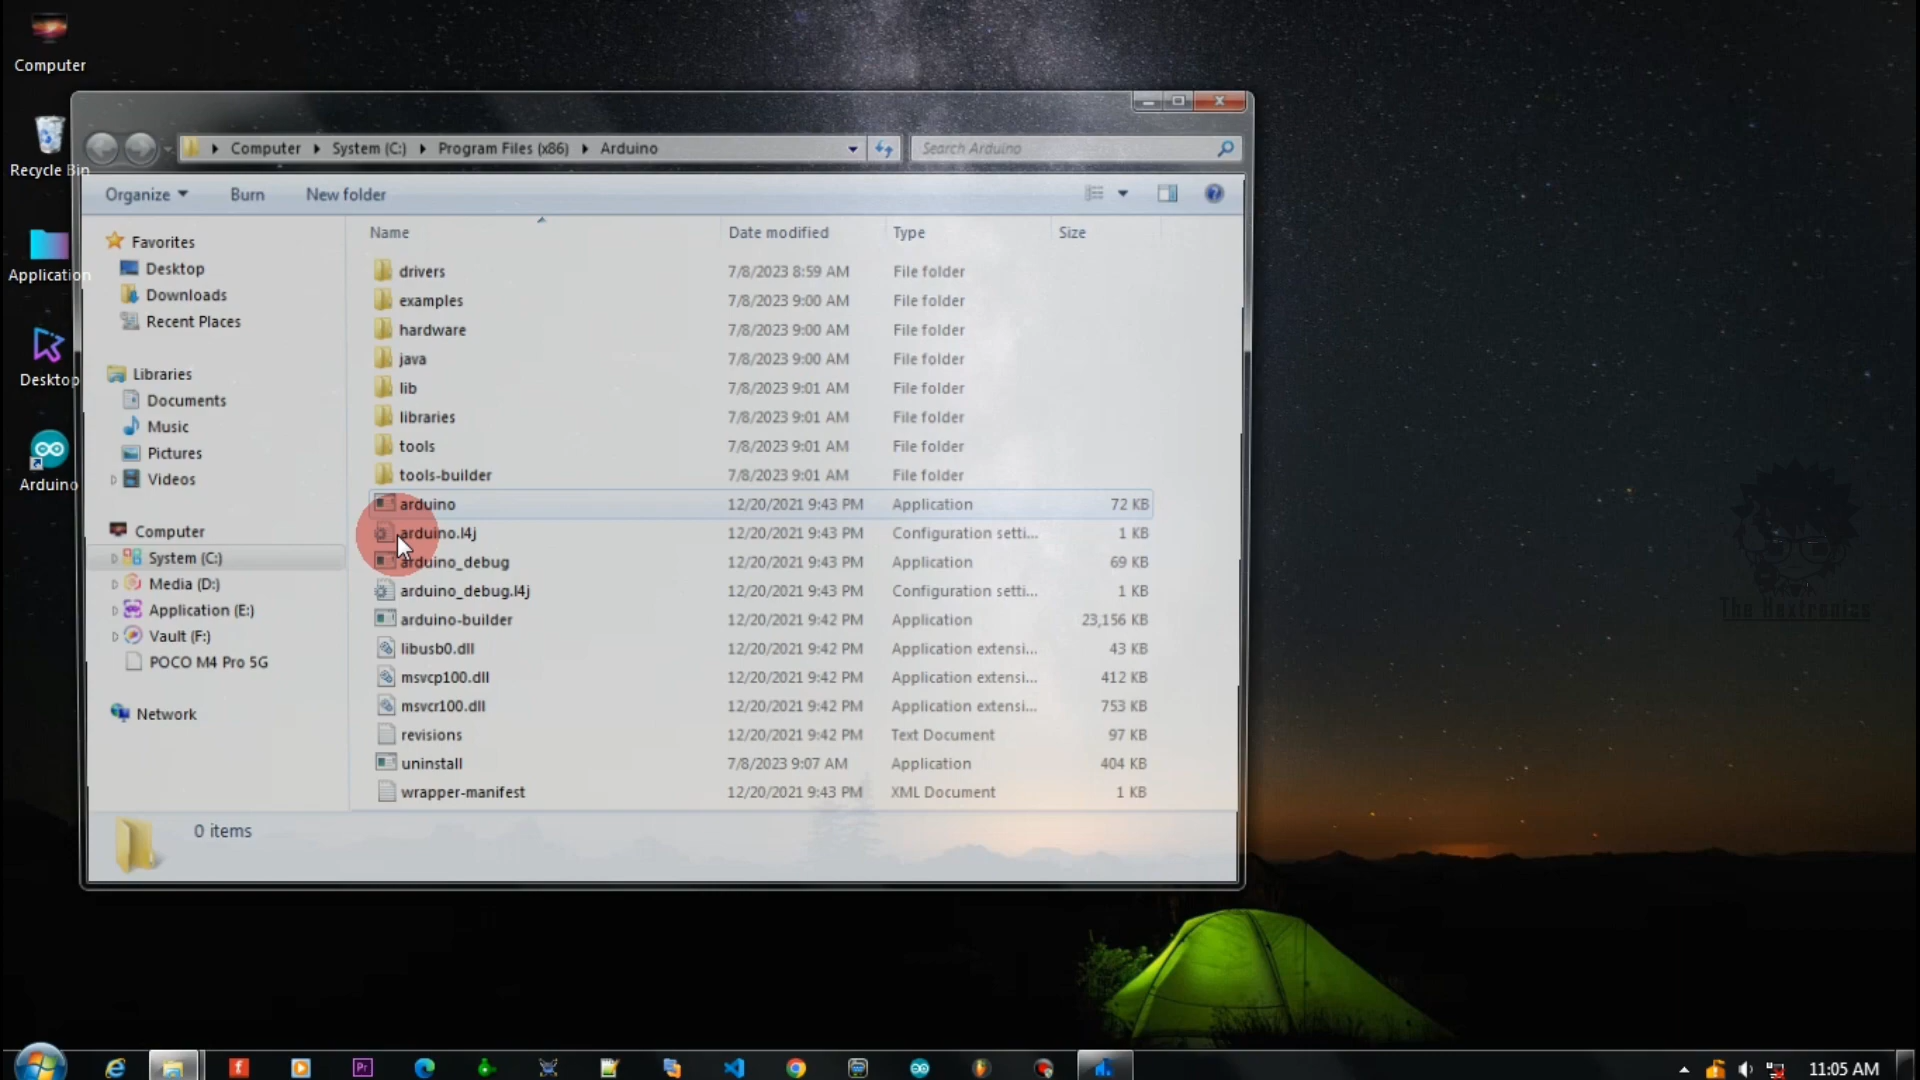 Computer
Recycle Bin
Application
Desktop
Arduino
Computer System (C:) Program Files (x86) Arduino
Search Arduino
Organize Burn New folder
Name Date modified Type Size
Favorites
Desktop
Downloads
Recent Places
Libraries
Documents
Music
Pictures
Videos
Computer
System (C:)
Media (D:)
Application (E:)
Vault (F:)
POCO M4 Pro 5G
Network
drivers 7/8/2023 8:59 AM File folder
examples 7/8/2023 9:00 AM File folder
hardware 7/8/2023 9:00 AM File folder
java 7/8/2023 9:00 AM File folder
lib 7/8/2023 9:01 AM File folder
libraries 7/8/2023 9:01 AM File folder
tools 7/8/2023 9:01 AM File folder
tools-builder 7/8/2023 9:01 AM File folder
arduino 12/20/2021 9:43 PM Application 72 KB
arduino.l4j 12/20/2021 9:43 PM Configuration setti... 1 KB
arduino_debug 12/20/2021 9:43 PM Application 69 KB
arduino_debug.l4j 12/20/2021 9:43 PM Configuration setti... 1 KB
arduino-builder 12/20/2021 9:42 PM Application 23,156 KB
libusb0.dll 12/20/2021 9:42 PM Application extensi... 43 KB
msvcp100.dll 12/20/2021 9:42 PM Application extensi... 412 KB
msvcr100.dll 12/20/2021 9:42 PM Application extensi... 753 KB
revisions 12/20/2021 9:42 PM Text Document 97 KB
uninstall 7/8/2023 9:07 AM Application 404 KB
wrapper-manifest 12/20/2021 9:43 PM XML Document 1 KB
0 items
Pr
11:05 AM